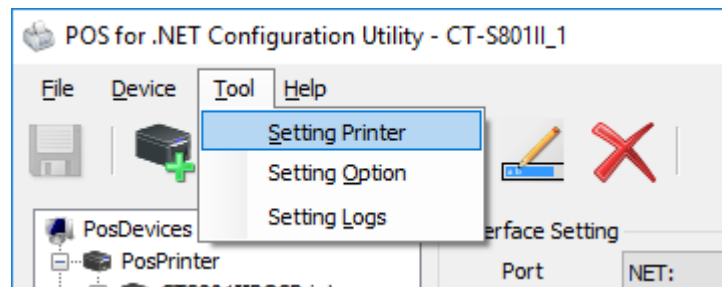 POS for .NET Configuration Utility - CT-S801II_1
File Device Tool Help
Setting Printer
Setting Option
Setting Logs
PosDevices
erface Setting
PosPrinter
Port NET: